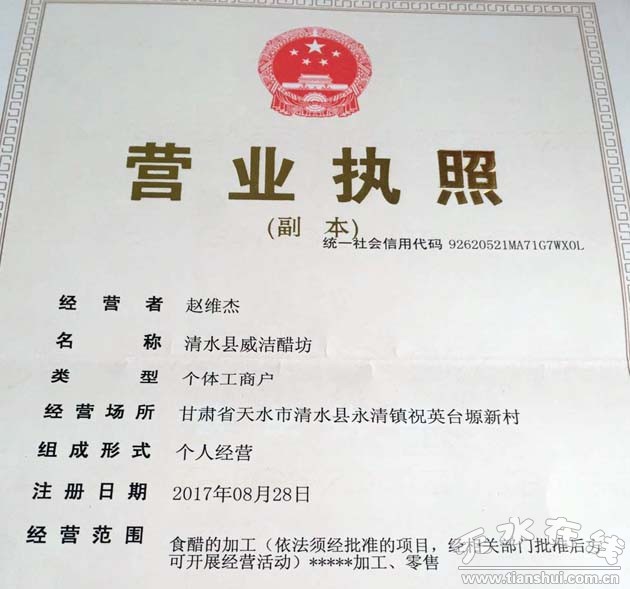 营业执照
(副 本)
统一社会信用代码 92620521MA71G7WX0L
经营者 赵维杰
名称 清水县威洁醋坊
类型 个体工商户
经营场所 甘肃省天水市清水县永清镇祝英台塬新村
组成形式 个人经营
注册日期 2017年08月28日
经营范围 食醋的加工（依法须经批准的项目，经相关部门批准后方
可开展经营活动）*****加工、零售
天水在线
www.tianshui.com.cn